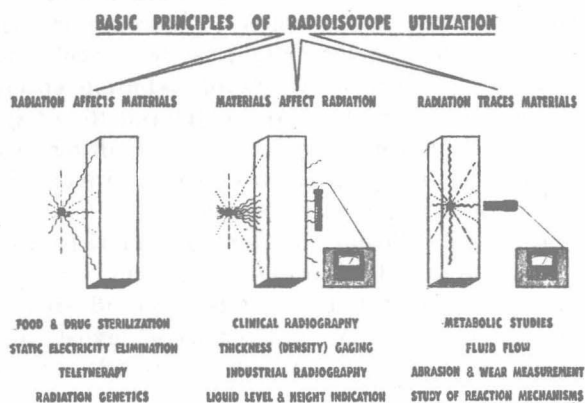 BASIC PRINCIPLES OF RADIOISOTOPE UTILIZATION
RADIATION AFFECTS MATERIALS
MATERIALS AFFECT RADIATION
RADIATION TRACES MATERIALS
FOOD & DRUG STERILIZATION
STATIC ELECTRICITY ELIMINATION
TELETHERAPY
RADIATION GENETICS
CLINICAL RADIOGRAPHY
THICKNESS (DENSITY) GAGING
INDUSTRIAL RADIOGRAPHY
LIQUID LEVEL & HEIGHT INDICATION
METABOLIC STUDIES
FLUID FLOW
ABRASION & WEAR MEASUREMENT
STUDY OF REACTION MECHANISMS